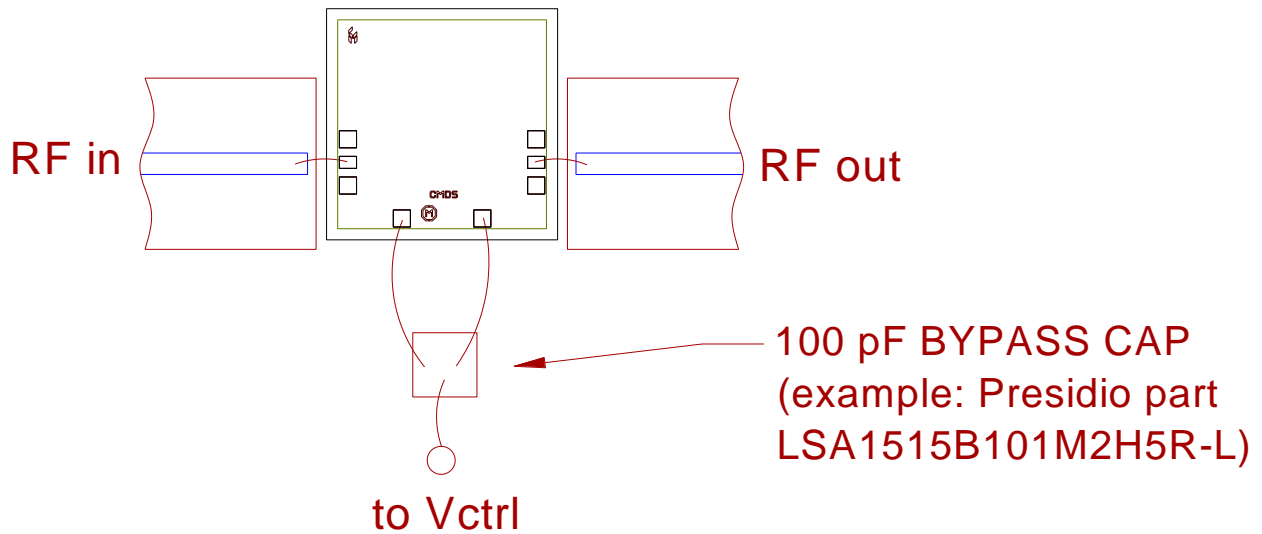 RF in
CMDS
M
RF out
100 pF BYPASS CAP
(example: Presidio part
LSA1515B101M2H5R-L)
to Vctrl